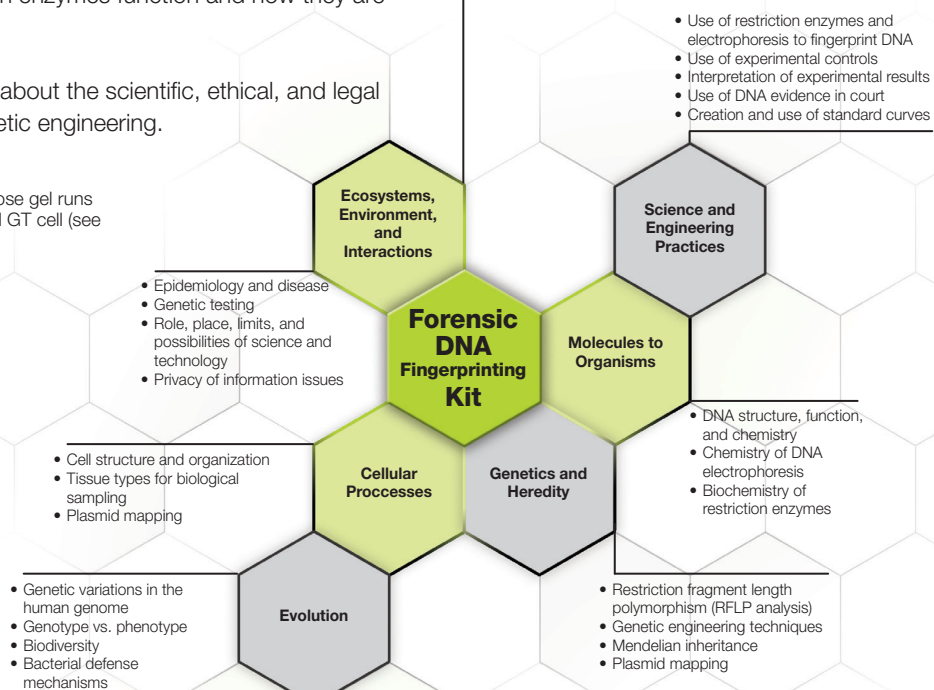 enzymes function and how they are
about the scientific, ethical, and legal
etic engineering.
ose gel runs
GT cell (see
• Use of restriction enzymes and
electrophoresis to fingerprint DNA
• Use of experimental controls
• Interpretation of experimental results
• Use of DNA evidence in court
• Creation and use of standard curves
Ecosystems,
Environment,
and
Interactions
Science and
Engineering
Practices
• Epidemiology and disease
• Genetic testing
• Role, place, limits, and
possibilities of science and
technology
• Privacy of information issues
Forensic
DNA
Fingerprinting
Kit
Molecules to
Organisms
• DNA structure, function,
and chemistry
• Chemistry of DNA
electrophoresis
• Biochemistry of
restriction enzymes
• Cell structure and organization
• Tissue types for biological
sampling
• Plasmid mapping
Cellular
Proccesses
Genetics and
Heredity
• Genetic variations in the
human genome
• Genotype vs. phenotype
• Biodiversity
• Bacterial defense
mechanisms
Evolution
• Restriction fragment length
polymorphism (RFLP analysis)
• Genetic engineering techniques
• Mendelian inheritance
• Plasmid mapping